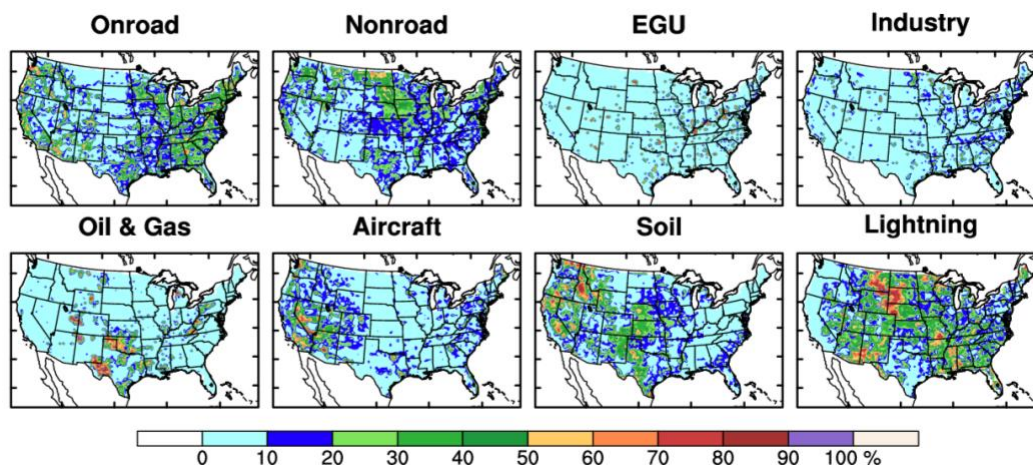 Onroad Nonroad EGU Industry
Oil & Gas Aircraft Soil Lightning
0 10 20 30 40 50 60 70 80 90 100 %